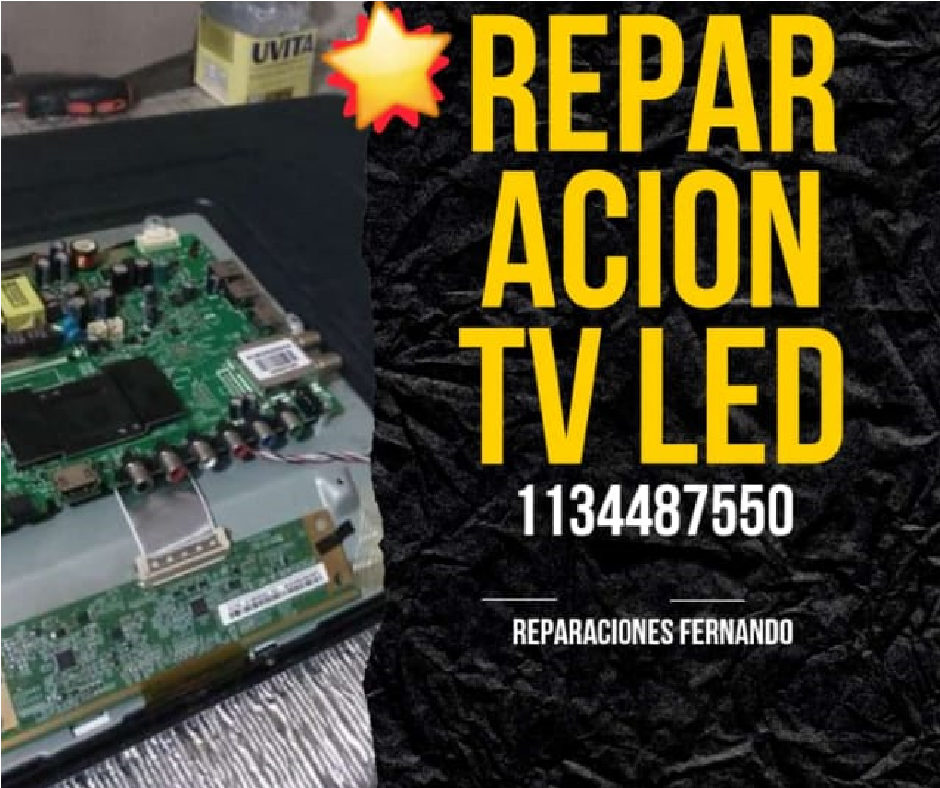 UVITA
REPAR
ACION
TV LED
1134487550
REPARACIONES FERNANDO